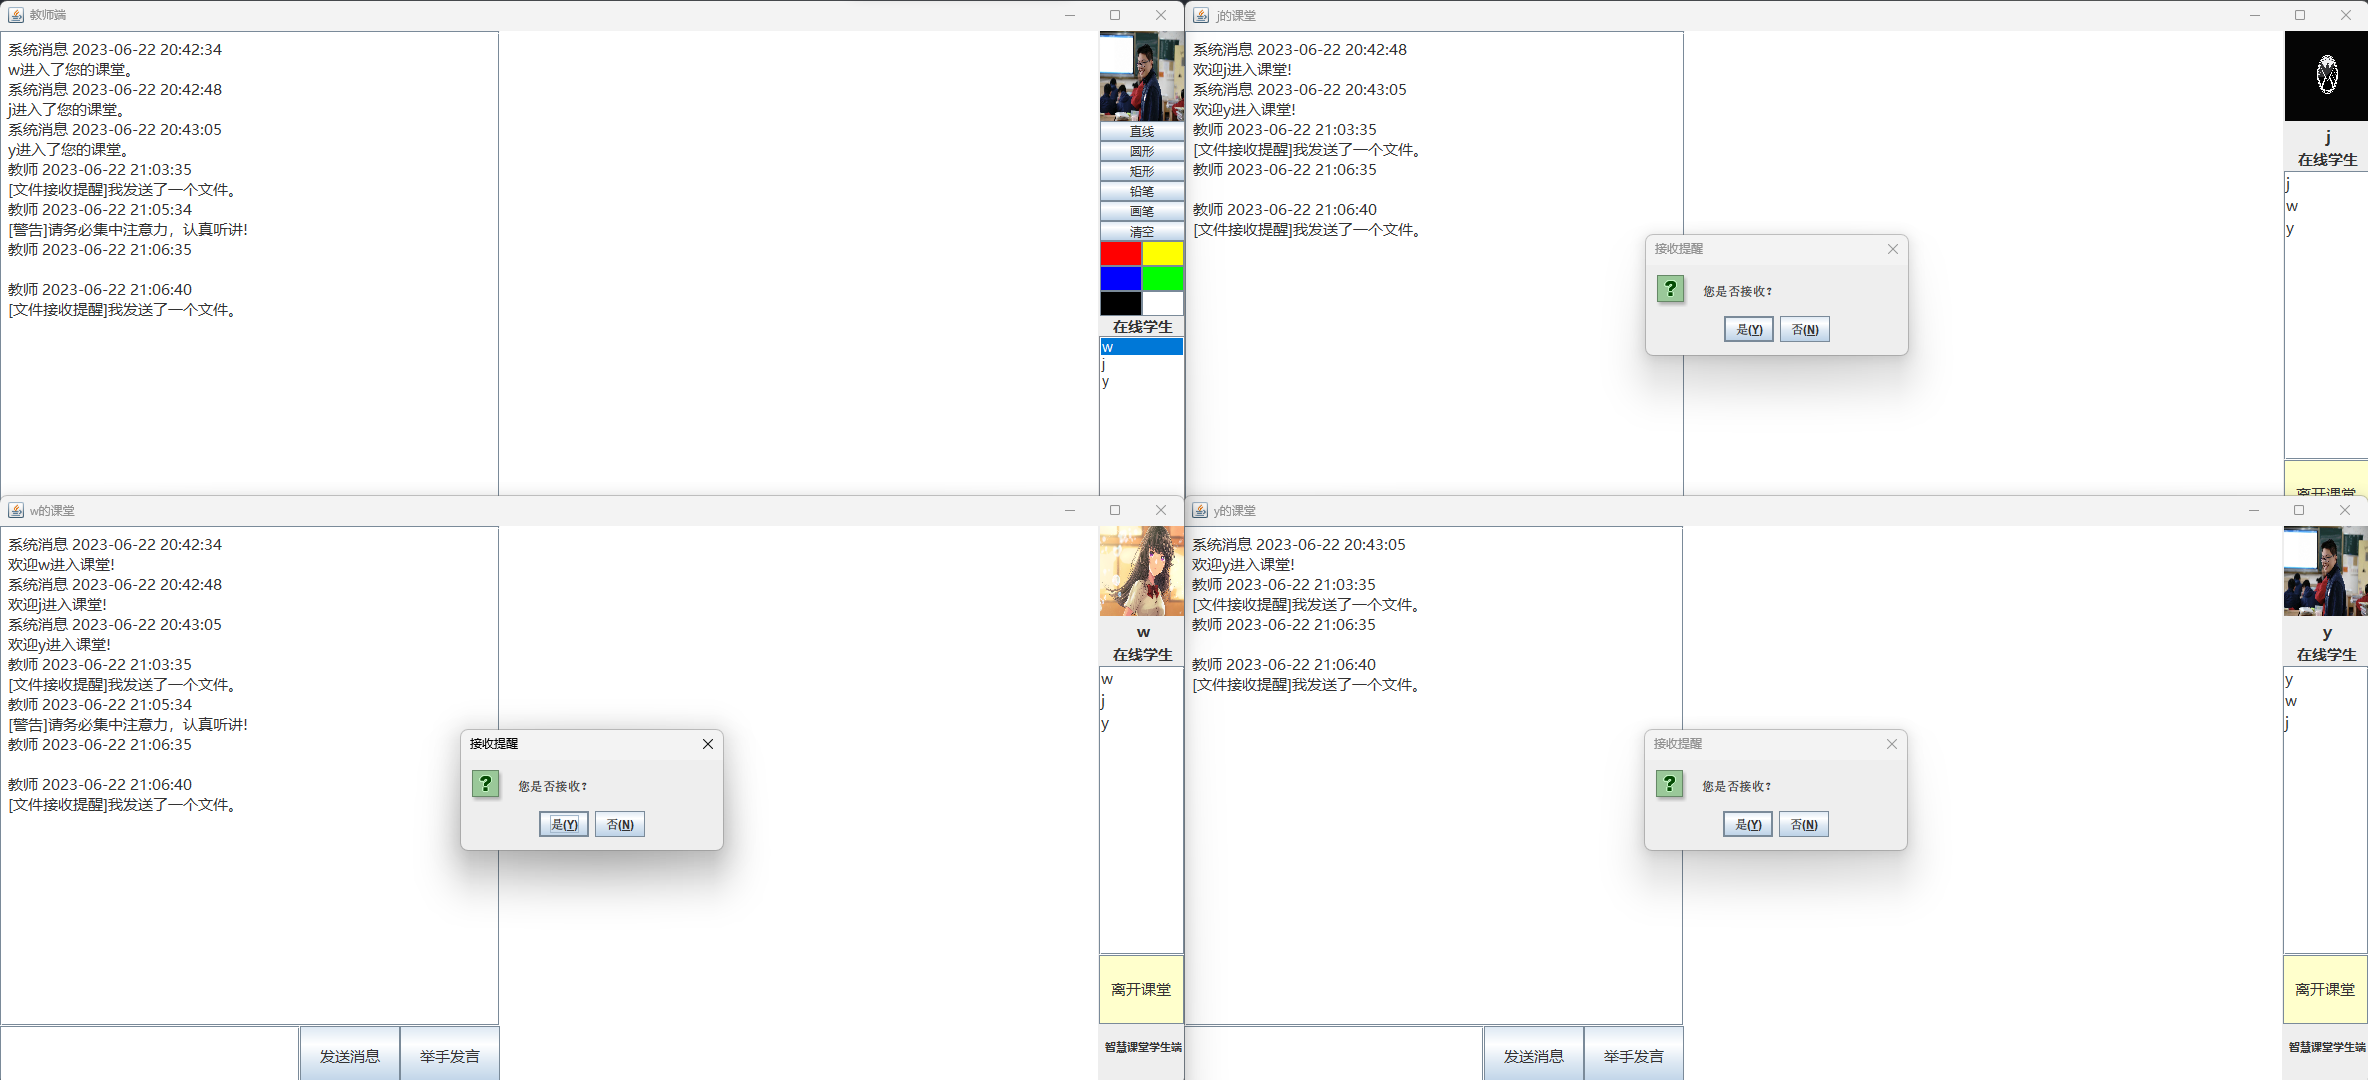 教师端
系统消息 2023-06-22 20:42:34
w进入了您的课堂。
系统消息 2023-06-22 20:42:48
j进入了您的课堂。
系统消息 2023-06-22 20:43:05
y进入了您的课堂。
教师 2023-06-22 21:03:35
[文件接收提醒]我发送了一个文件。
教师 2023-06-22 21:05:34
[警告]请务必集中注意力，认真听讲!
教师 2023-06-22 21:06:35
教师 2023-06-22 21:06:40
[文件接收提醒]我发送了一个文件。
直线
圆形
矩形
铅笔
画笔
清空
在线学生
w
j
y
j的课堂
系统消息 2023-06-22 20:42:48
欢迎j进入课堂!
系统消息 2023-06-22 20:43:05
欢迎y进入课堂!
教师 2023-06-22 21:03:35
[文件接收提醒]我发送了一个文件。
教师 2023-06-22 21:06:35
教师 2023-06-22 21:06:40
[文件接收提醒]我发送了一个文件。
接收提醒
您是否接收?
是(Y) 否(N)
j
在线学生
j
w
y
离开课堂
w的课堂
系统消息 2023-06-22 20:42:34
欢迎w进入课堂!
系统消息 2023-06-22 20:42:48
欢迎j进入课堂!
系统消息 2023-06-22 20:43:05
欢迎y进入课堂!
教师 2023-06-22 21:03:35
[文件接收提醒]我发送了一个文件。
教师 2023-06-22 21:05:34
[警告]请务必集中注意力，认真听讲!
教师 2023-06-22 21:06:35
教师 2023-06-22 21:06:40
[文件接收提醒]我发送了一个文件。
接收提醒
您是否接收?
是(Y) 否(N)
w
在线学生
w
j
y
离开课堂
发送消息 举手发言
智慧课堂学生端
y的课堂
系统消息 2023-06-22 20:43:05
欢迎y进入课堂!
教师 2023-06-22 21:03:35
[文件接收提醒]我发送了一个文件。
教师 2023-06-22 21:06:35
教师 2023-06-22 21:06:40
[文件接收提醒]我发送了一个文件。
接收提醒
您是否接收?
是(Y) 否(N)
y
在线学生
y
w
j
离开课堂
发送消息 举手发言
智慧课堂学生端